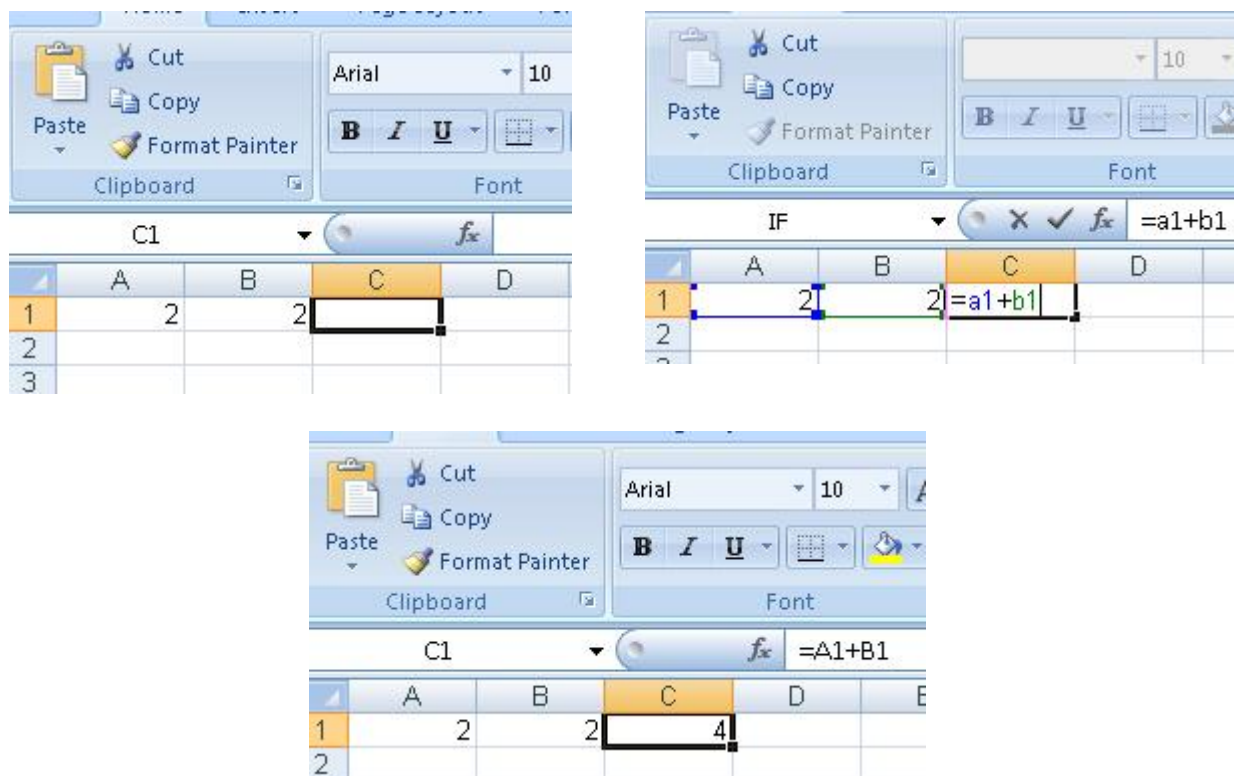 Cut
Arial 10
Copy
Paste
B I U
Format Painter
Clipboard Font
C1 fx
A B C D
1 2 2
2
3
Cut
10
Copy
Paste
B I U
Format Painter
Clipboard Font
IF fx =a1+b1
A B C D
1 2 2 =a1+b1
2
Cut
Arial 10
Copy
Paste
B I U
Format Painter
Clipboard Font
C1 fx =A1+B1
A B C D E
1 2 2 4
2